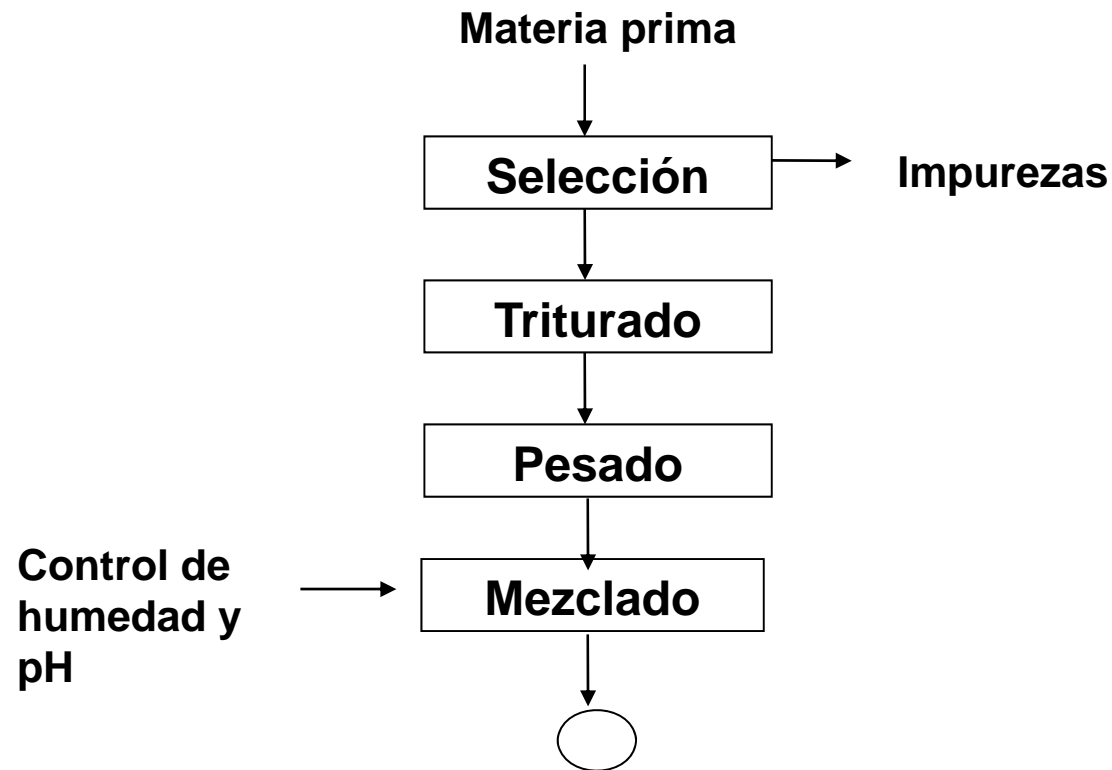 Materia prima
Selección
Impurezas
Triturado
Pesado
Control de
humedad y
pH
Mezclado